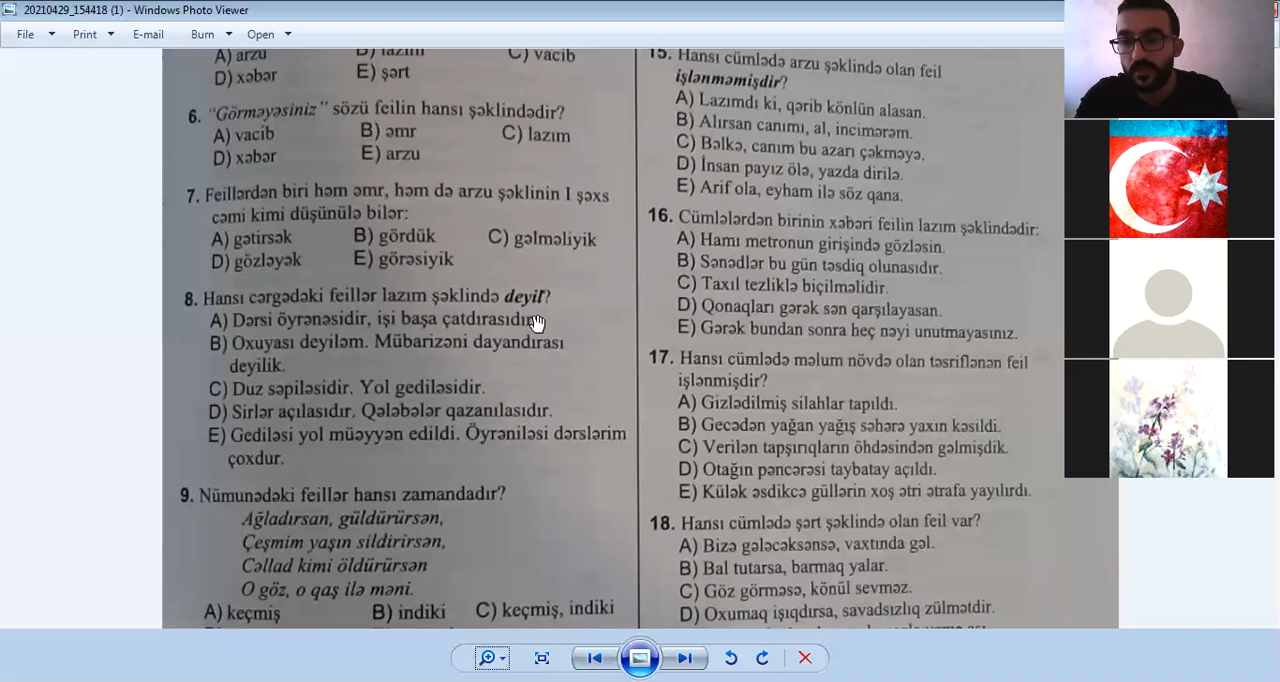 20210429_154418 (1) - Windows Photo Viewer
File Print E-mail Burn Open
A) arzu B) lazım C) vacib
D) xəbər E) şərt
6. “Görməyəsiniz” sözü feilin hansı şəklindədir?
A) vacib B) əmr C) lazım
D) xəbər E) arzu
7. Feillərdən biri həm əmr, həm də arzu şəklinin I şəxs
cəmi kimi düşünülə bilər:
A) gətirsək B) gördük C) gəlməliyik
D) gözləyək E) görəsiyik
8. Hansı cərgədəki feillər lazım şəklində deyil?
A) Dərsi öyrənəsidir, işi başa çatdırasıdır.
B) Oxuyası deyiləm. Mübarizəni dayandırası
deyilik.
C) Duz səpiləsidir. Yol gediləsidir.
D) Sirlər açılasıdır. Qələbələr qazanılasıdır.
E) Gediləsi yol müəyyən edildi. Öyrəniləsi dərslərim
çoxdur.
9. Nümunədəki feillər hansı zamandadır?
Ağladırsan, güldürürsən,
Çeşmim yaşın sildirirsən,
Cəllad kimi öldürürsən
O göz, o qaş ilə məni.
A) keçmiş B) indiki C) keçmiş, indiki
15. Hansı cümlədə arzu şəklində olan feil
işlənməmişdir?
A) Lazımdı ki, qərib könlün alasan.
B) Alırsan canımı, al, incimərəm.
C) Bəlkə, canım bu azarı çəkməyə.
D) İnsan payız ölə, yazda dirilə.
E) Arif ola, eyham ilə söz qana.
16. Cümlələrdən birinin xəbəri feilin lazım şəklindədir:
A) Hamı metronun girişində gözləsin.
B) Sənədlər bu gün təsdiq olunasıdır.
C) Taxıl tezliklə biçilməlidir.
D) Qonaqları gərək sən qarşılayasan.
E) Gərək bundan sonra heç nəyi unutmayasınız.
17. Hansı cümlədə məlum növdə olan təsriflənən feil
işlənmişdir?
A) Gizlədilmiş silahlar tapıldı.
B) Gecədən yağan yağış səhərə yaxın kəsildi.
C) Verilən tapşırıqların öhdəsindən gəlmişdik.
D) Otağın pəncərəsi taybatay açıldı.
E) Külək əsdikcə güllərin xoş ətri ətrafa yayılırdı.
18. Hansı cümlədə şərt şəklində olan feil var?
A) Bizə gələcəksənsə, vaxtında gəl.
B) Bal tutarsa, barmaq yalar.
C) Göz görməsə, könül sevməz.
D) Oxumaq işıqdırsa, savadsızlıq zülmətdir.